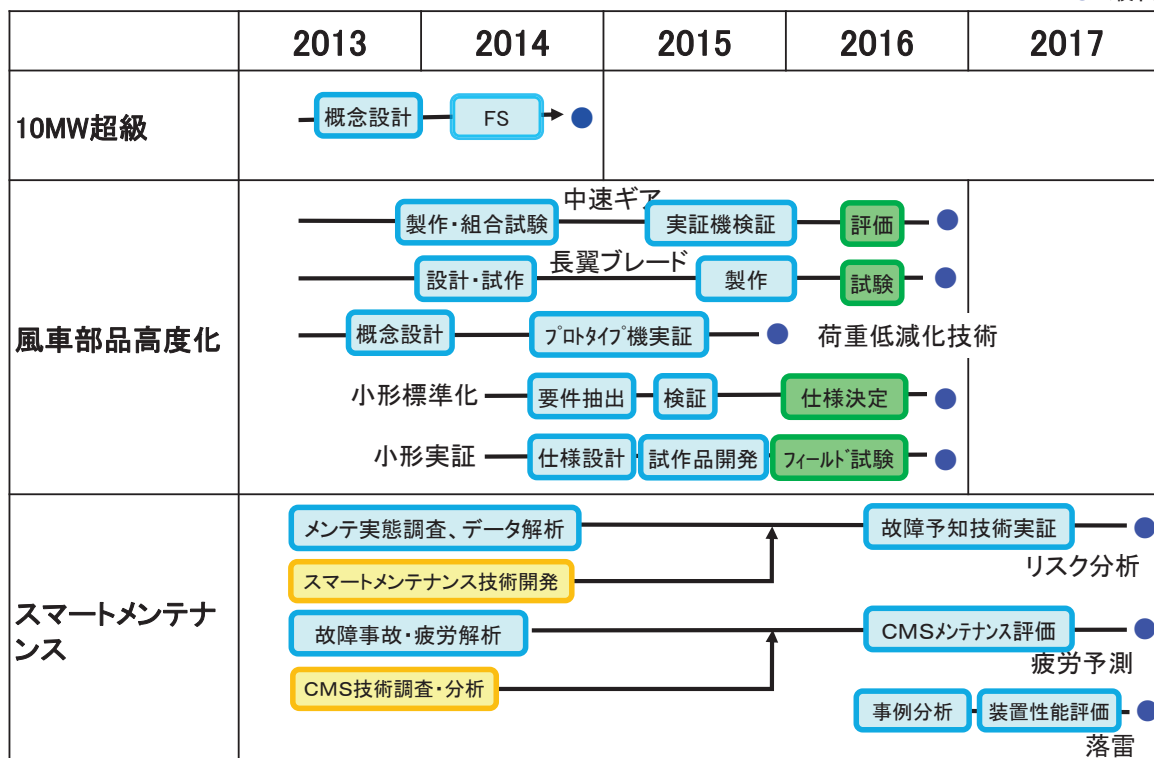 2013 2014 2015 2016 2017
10MW超級
概念設計 FS
風車部品高度化
中速ギア
製作・組合試験 実証機検証 評価
長翼ブレード
設計・試作 製作 試験
概念設計 プロトタイプ機実証 荷重低減化技術
小形標準化 要件抽出 検証 仕様決定
小形実証 仕様設計 試作品開発 フィールド試験
スマートメンテナ
ンス
メンテ実態調査、データ解析 故障予知技術実証
リスク分析
スマートメンテナンス技術開発
故障事故・疲労解析 CMSメンテナンス評価
疲労予測
CMS技術調査・分析
事例分析 装置性能評価
落雷